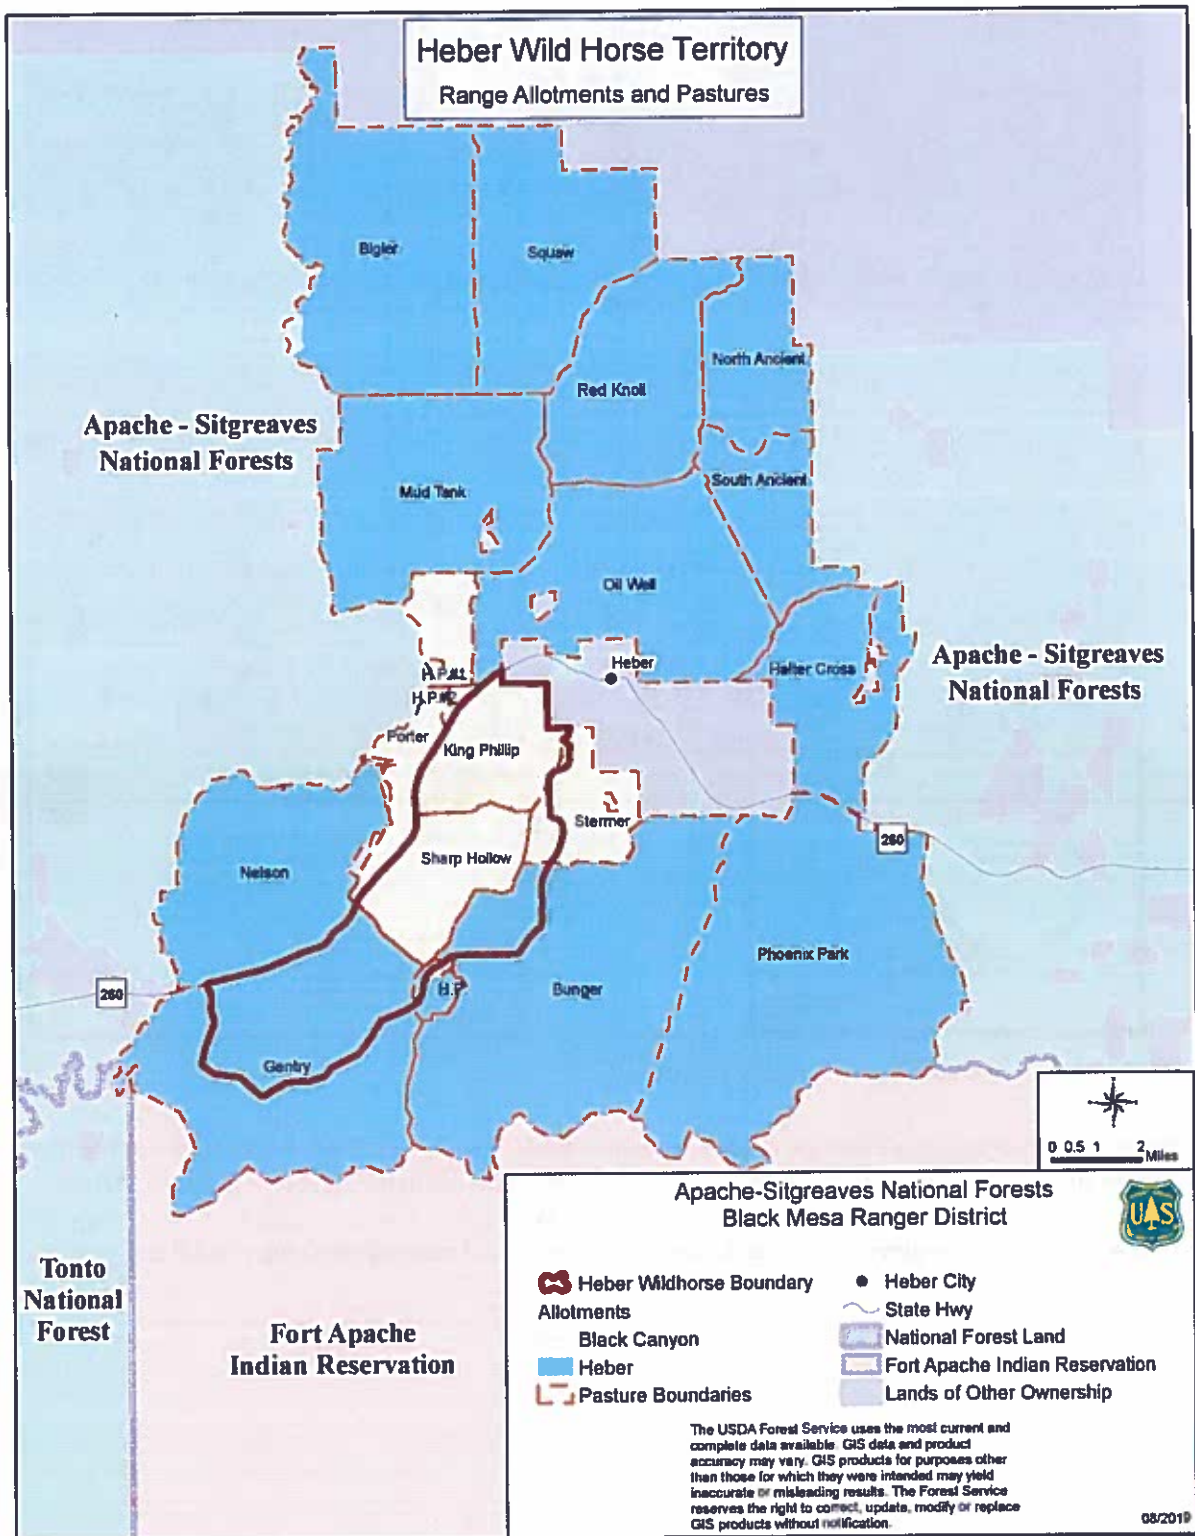 Heber Wild Horse Territory
Range Allotments and Pastures
Bigler
Squaw
North Ancient
Red Knoll
Apache - Sitgreaves
National Forests
South Ancient
Mud Tank
Oil Well
Heber
Halter Cross
Apache - Sitgreaves
National Forests
H.P.#1
H.P.#2
Porter
King Phillip
Stermer
260
Sharp Hollow
Nelson
Phoenix Park
260
H.P.
Bunger
Gentry
0 0.5 1 2 Miles
Apache-Sitgreaves National Forests
Black Mesa Ranger District
UAS
Tonto
National
Forest
Fort Apache
Indian Reservation
Heber Wildhorse Boundary
Allotments
Black Canyon
Heber
Pasture Boundaries
Heber City
State Hwy
National Forest Land
Fort Apache Indian Reservation
Lands of Other Ownership
The USDA Forest Service uses the most current and
complete data available. GIS data and product
accuracy may vary. GIS products for purposes other
than those for which they were intended may yield
inaccurate or misleading results. The Forest Service
reserves the right to correct, update, modify or replace
GIS products without notification.
08/2019